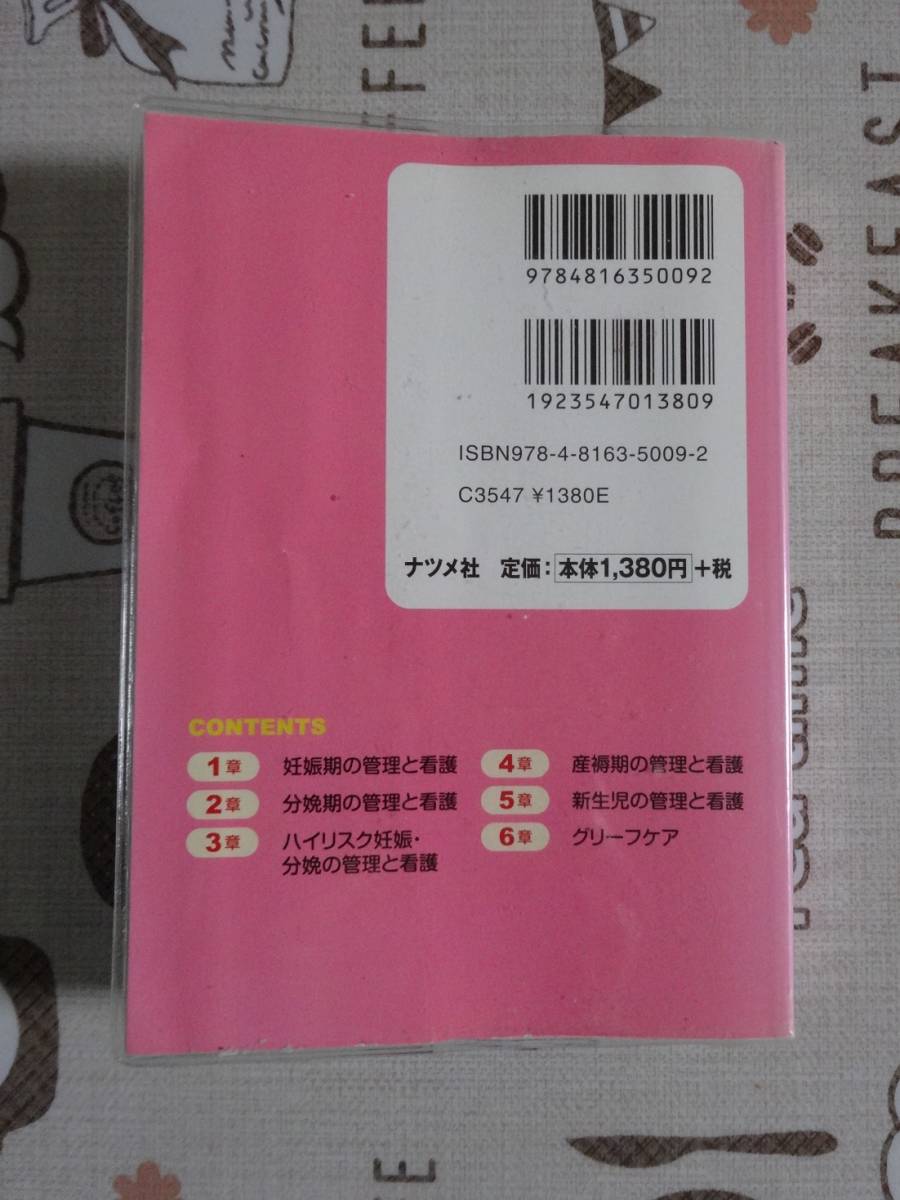 9784816350092
1923547013809
ISBN978-4-8163-5009-2
C3547 ¥1380E
ナツメ社 定価：本体1,380円+税
CONTENTS
1章 妊娠期の管理と看護
2章 分娩期の管理と看護
3章 ハイリスク妊娠・
分娩の管理と看護
4章 産褥期の管理と看護
5章 新生児の管理と看護
6章 グリーフケア
BREAKFAST